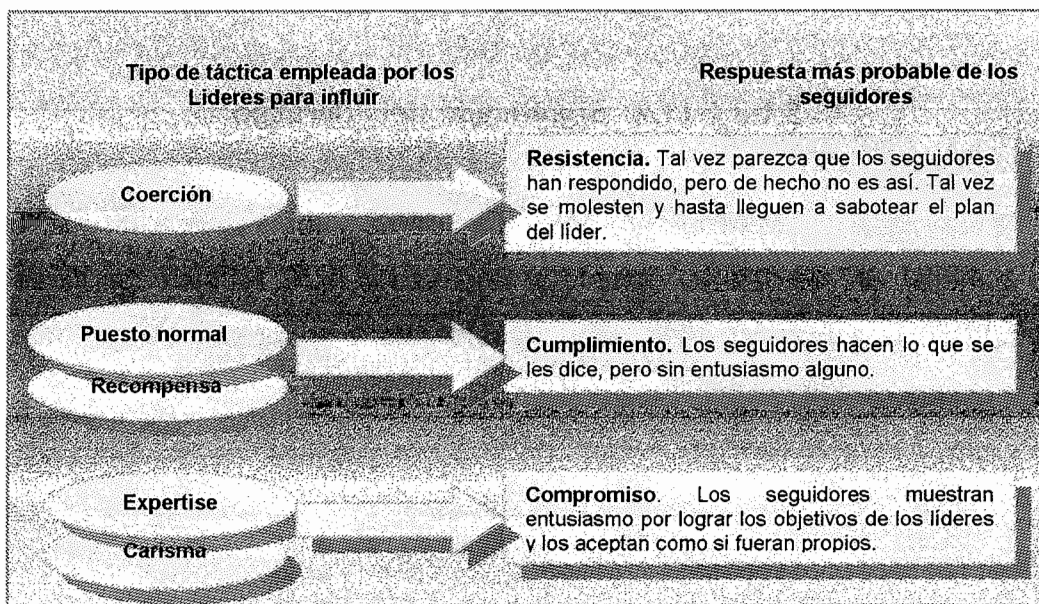 Tipo de táctica empleada por los
Lideres para influir
Respuesta más probable de los
seguidores
Coerción
Resistencia. Tal vez parezca que los seguidores
han respondido, pero de hecho no es así. Tal vez
se molesten y hasta lleguen a sabotear el plan
del líder.
Puesto normal
Recompensa
Cumplimiento. Los seguidores hacen lo que se
les dice, pero sin entusiasmo alguno.
Expertise
Carisma
Compromiso. Los seguidores muestran
entusiasmo por lograr los objetivos de los líderes
y los aceptan como si fueran propios.